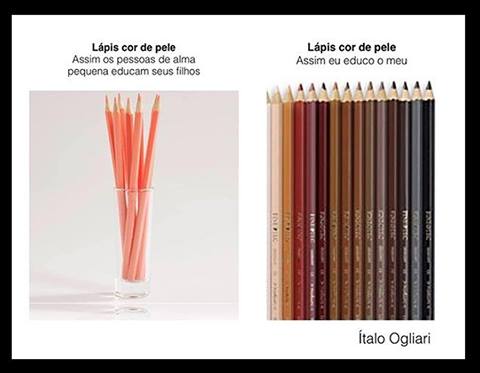 Lápis cor de pele
Assim os pessoas de alma
pequena educam seus filhos
Lápis cor de pele
Assim eu educo o meu
Ítalo Ogliari